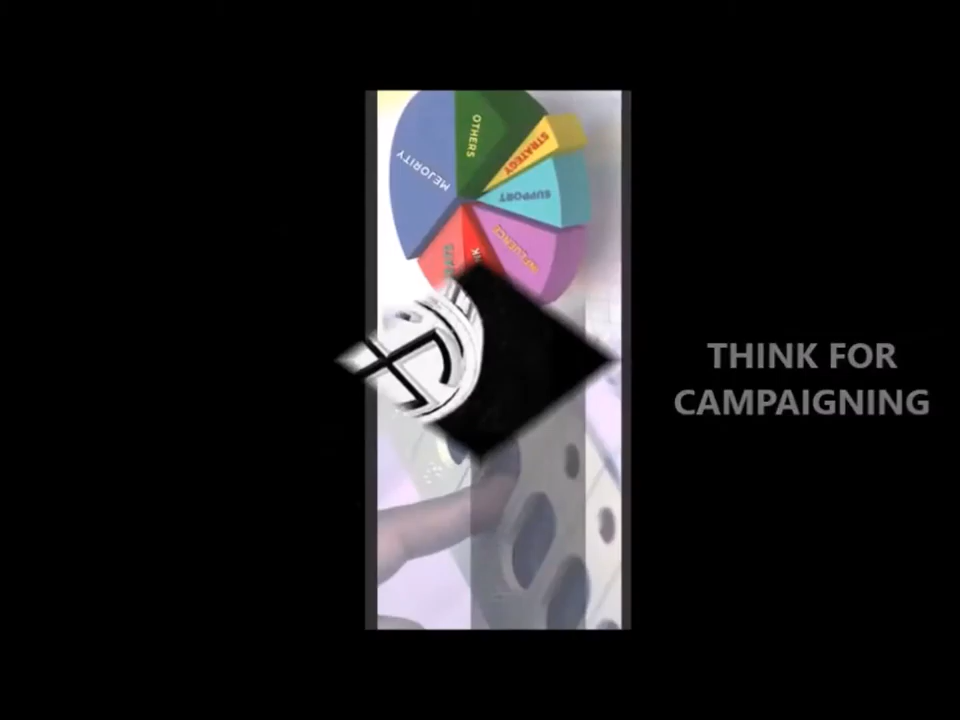 OTHERS
STRATEGY
MEJORITY
SUPPORT
INFLUENCE
THINK FOR
CAMPAIGNING